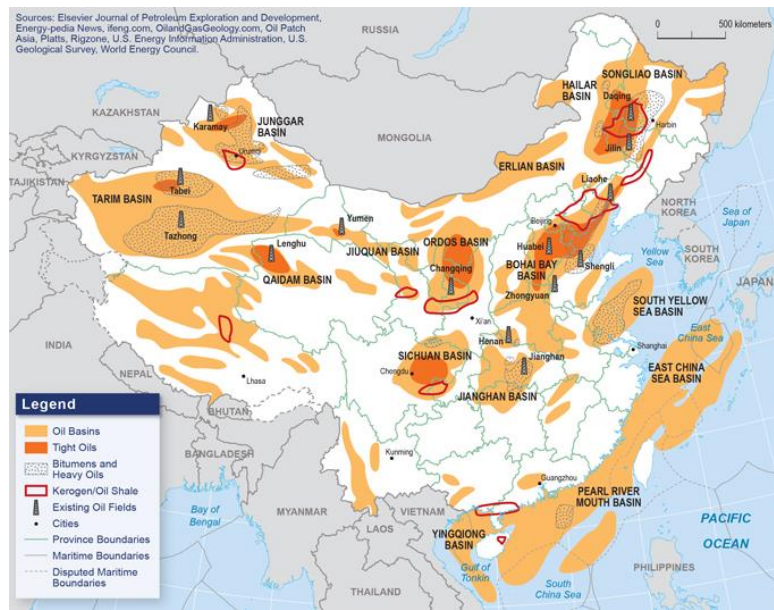 Sources: Elsevier Journal of Petroleum Exploration and Development,
Energy-pedia News, ifeng.com, OilandGasGeology.com, Oil Patch
Asia, Platts, Rigzone, U.S. Energy Information Administration, U.S.
Geological Survey, World Energy Council.
RUSSIA
0 500 kilometers
SONGLIAO BASIN
HAILAR
BASIN
Daqing
Harbin
Jilin
KAZAKHSTAN
Karamay
JUNGGAR
BASIN
Urumqi
MONGOLIA
KYRGYZSTAN
TAJIKISTAN
ERLIAN BASIN
Liaohe
TARIM BASIN
Tabei
Tazhong
Yumen
JIUQUAN BASIN
Lenghu
QAIDAM BASIN
ORDOS BASIN
Changqing
Beijing
Huabei
BOHAI BAY
BASIN
Shengli
Zhongyuan
NORTH
KOREA
Sea of
Japan
Yellow
Sea
SOUTH
KOREA
JAPAN
SOUTH YELLOW
SEA BASIN
Xi'an
Henan
Shanghai
East
China Sea
EAST CHINA
SEA BASIN
INDIA
SICHUAN BASIN
Chengdu
Jianghan
JIANGHAN BASIN
NEPAL
Lhasa
BHUTAN
BANGLADESH
Kunming
Guangzhou
PEARL RIVER
MOUTH BASIN
Bay of
Bengal
MYANMAR
VIETNAM
LAOS
YINGQIONG
BASIN
Gulf of
Tonkin
PACIFIC
OCEAN
PHILIPPINES
South
China Sea
THAILAND
Legend
Oil Basins
Tight Oils
Bitumens and
Heavy Oils
Kerogen/Oil Shale
Existing Oil Fields
Cities
Province Boundaries
Maritime Boundaries
Disputed Maritime
Boundaries